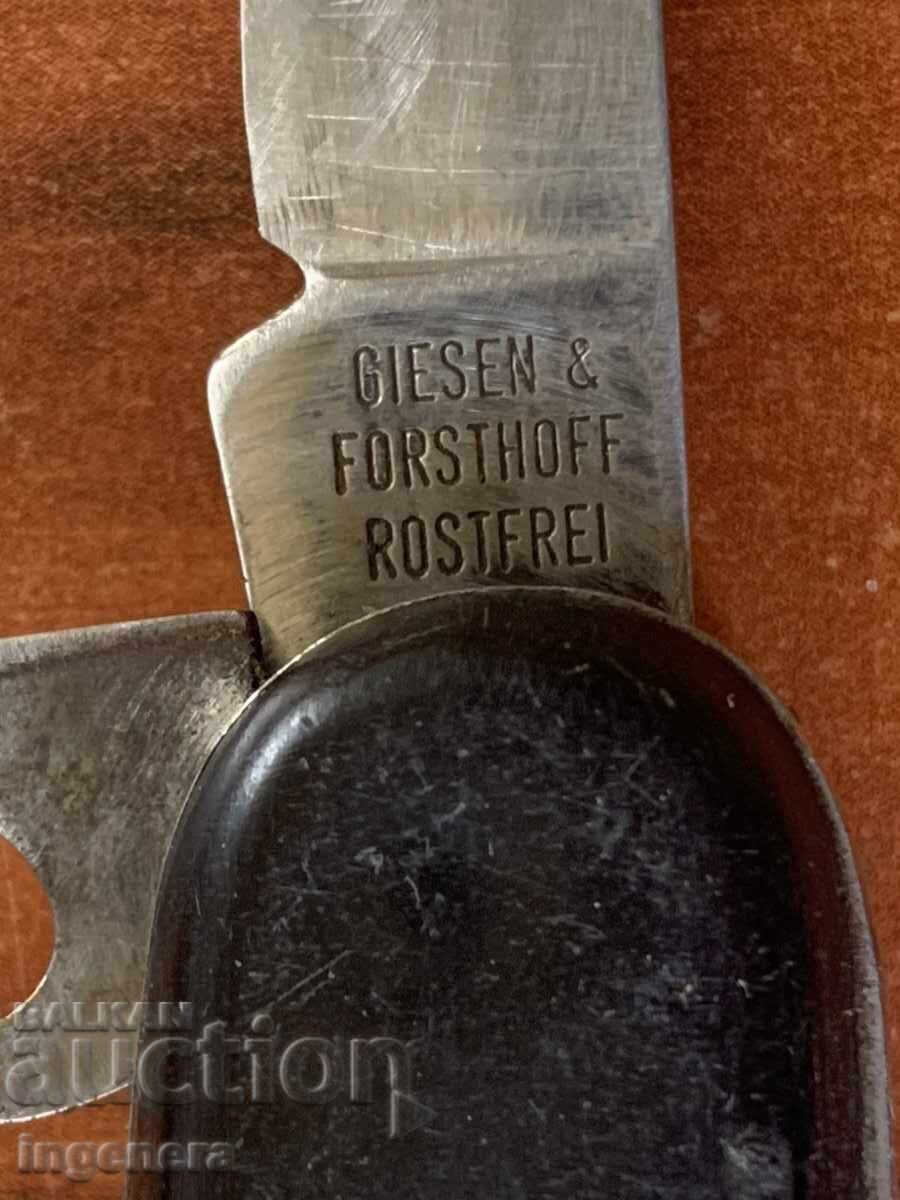 GIESEN &
FORSTHOFF
ROSTFREI
BALKAN
auction
ingenera